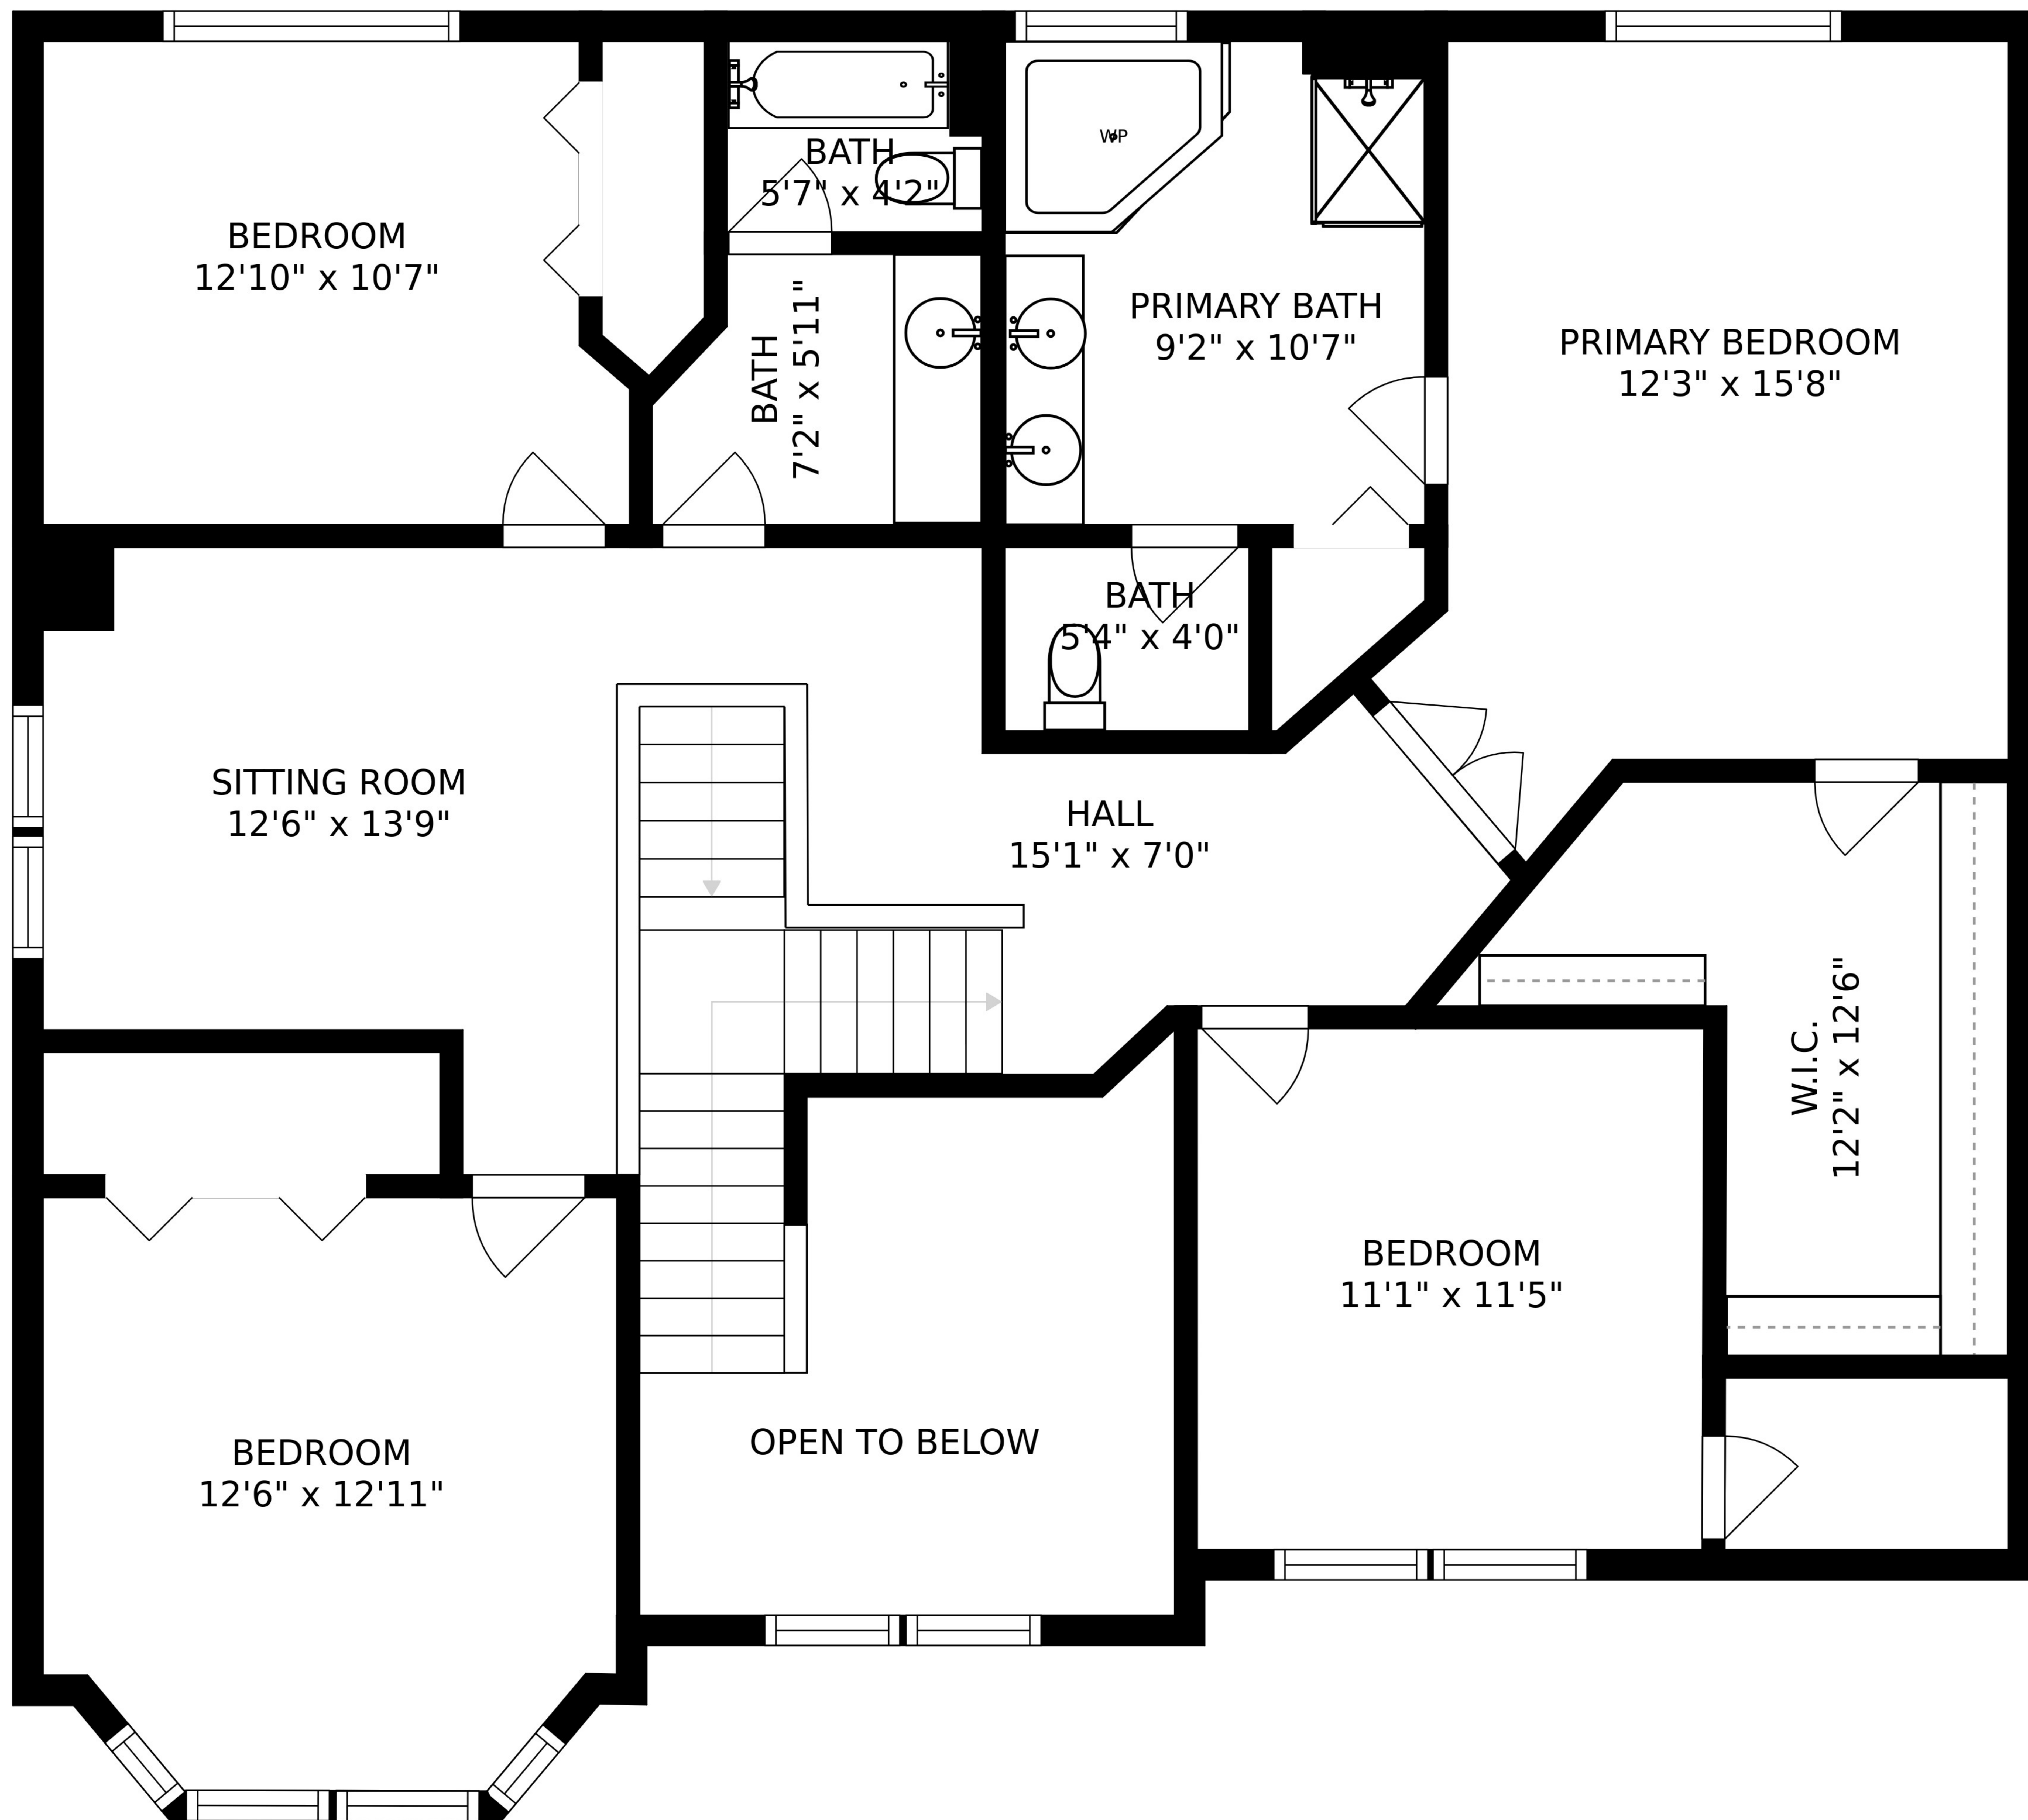 BATH
5'7" x 4'2"
WP
BEDROOM
12'10" x 10'7"
BATH
7'2" x 5'11"
PRIMARY BATH
9'2" x 10'7"
PRIMARY BEDROOM
12'3" x 15'8"
BATH
5'4" x 4'0"
SITTING ROOM
12'6" x 13'9"
HALL
15'1" x 7'0"
W.I.C.
12'2" x 12'6"
BEDROOM
11'1" x 11'5"
OPEN TO BELOW
BEDROOM
12'6" x 12'11"